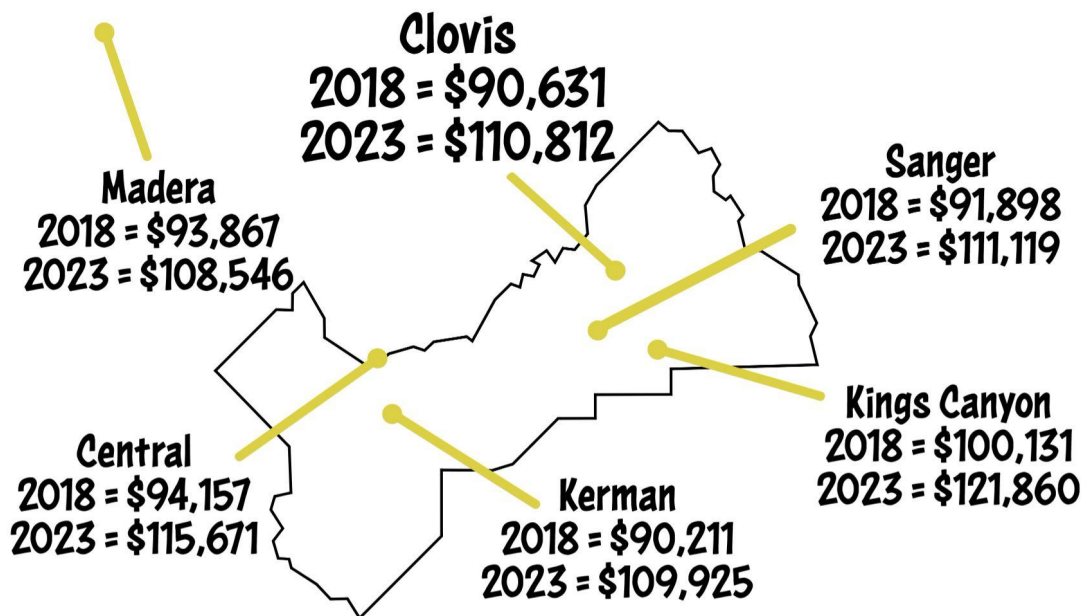 Clovis
2018 = $90,631
2023 = $110,812
Madera
2018 = $93,867
2023 = $108,546
Sanger
2018 = $91,898
2023 = $111,119
Kings Canyon
2018 = $100,131
2023 = $121,860
Central
2018 = $94,157
2023 = $115,671
Kerman
2018 = $90,211
2023 = $109,925